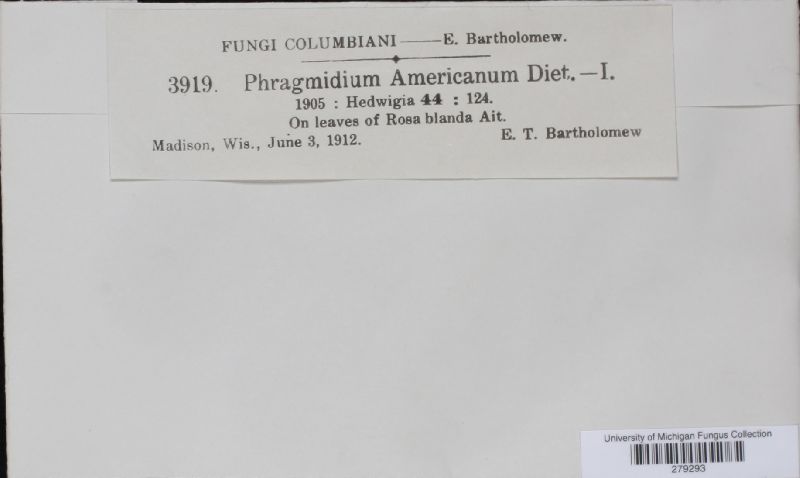 FUNGI COLUMBIANI——E. Bartholomew.
3919. Phragmidium Americanum Diet.—I.
1905 : Hedwigia 44 : 124.
On leaves of Rosa blanda Ait.
Madison, Wis., June 3, 1912. E. T. Bartholomew
University of Michigan Fungus Collection
279293